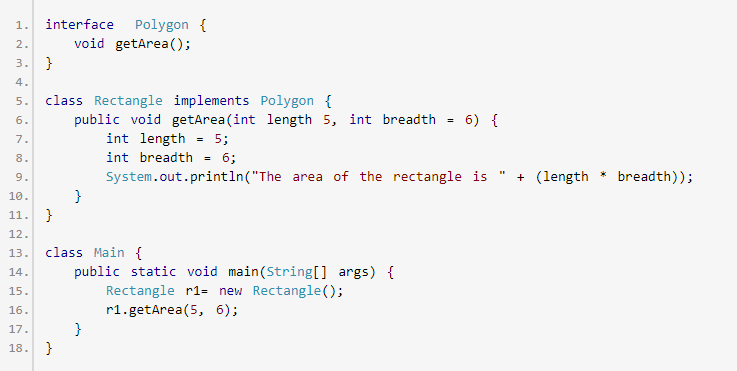 1. interface Polygon {
2. void getArea();
3. }
4.
5. class Rectangle implements Polygon {
6. public void getArea(int length 5, int breadth = 6) {
7. int length = 5;
8. int breadth = 6;
9. System.out.println("The area of the rectangle is " + (length * breadth));
10. }
11. }
12.
13. class Main {
14. public static void main(String[] args) {
15. Rectangle r1= new Rectangle();
16. r1.getArea(5, 6);
17. }
18. }